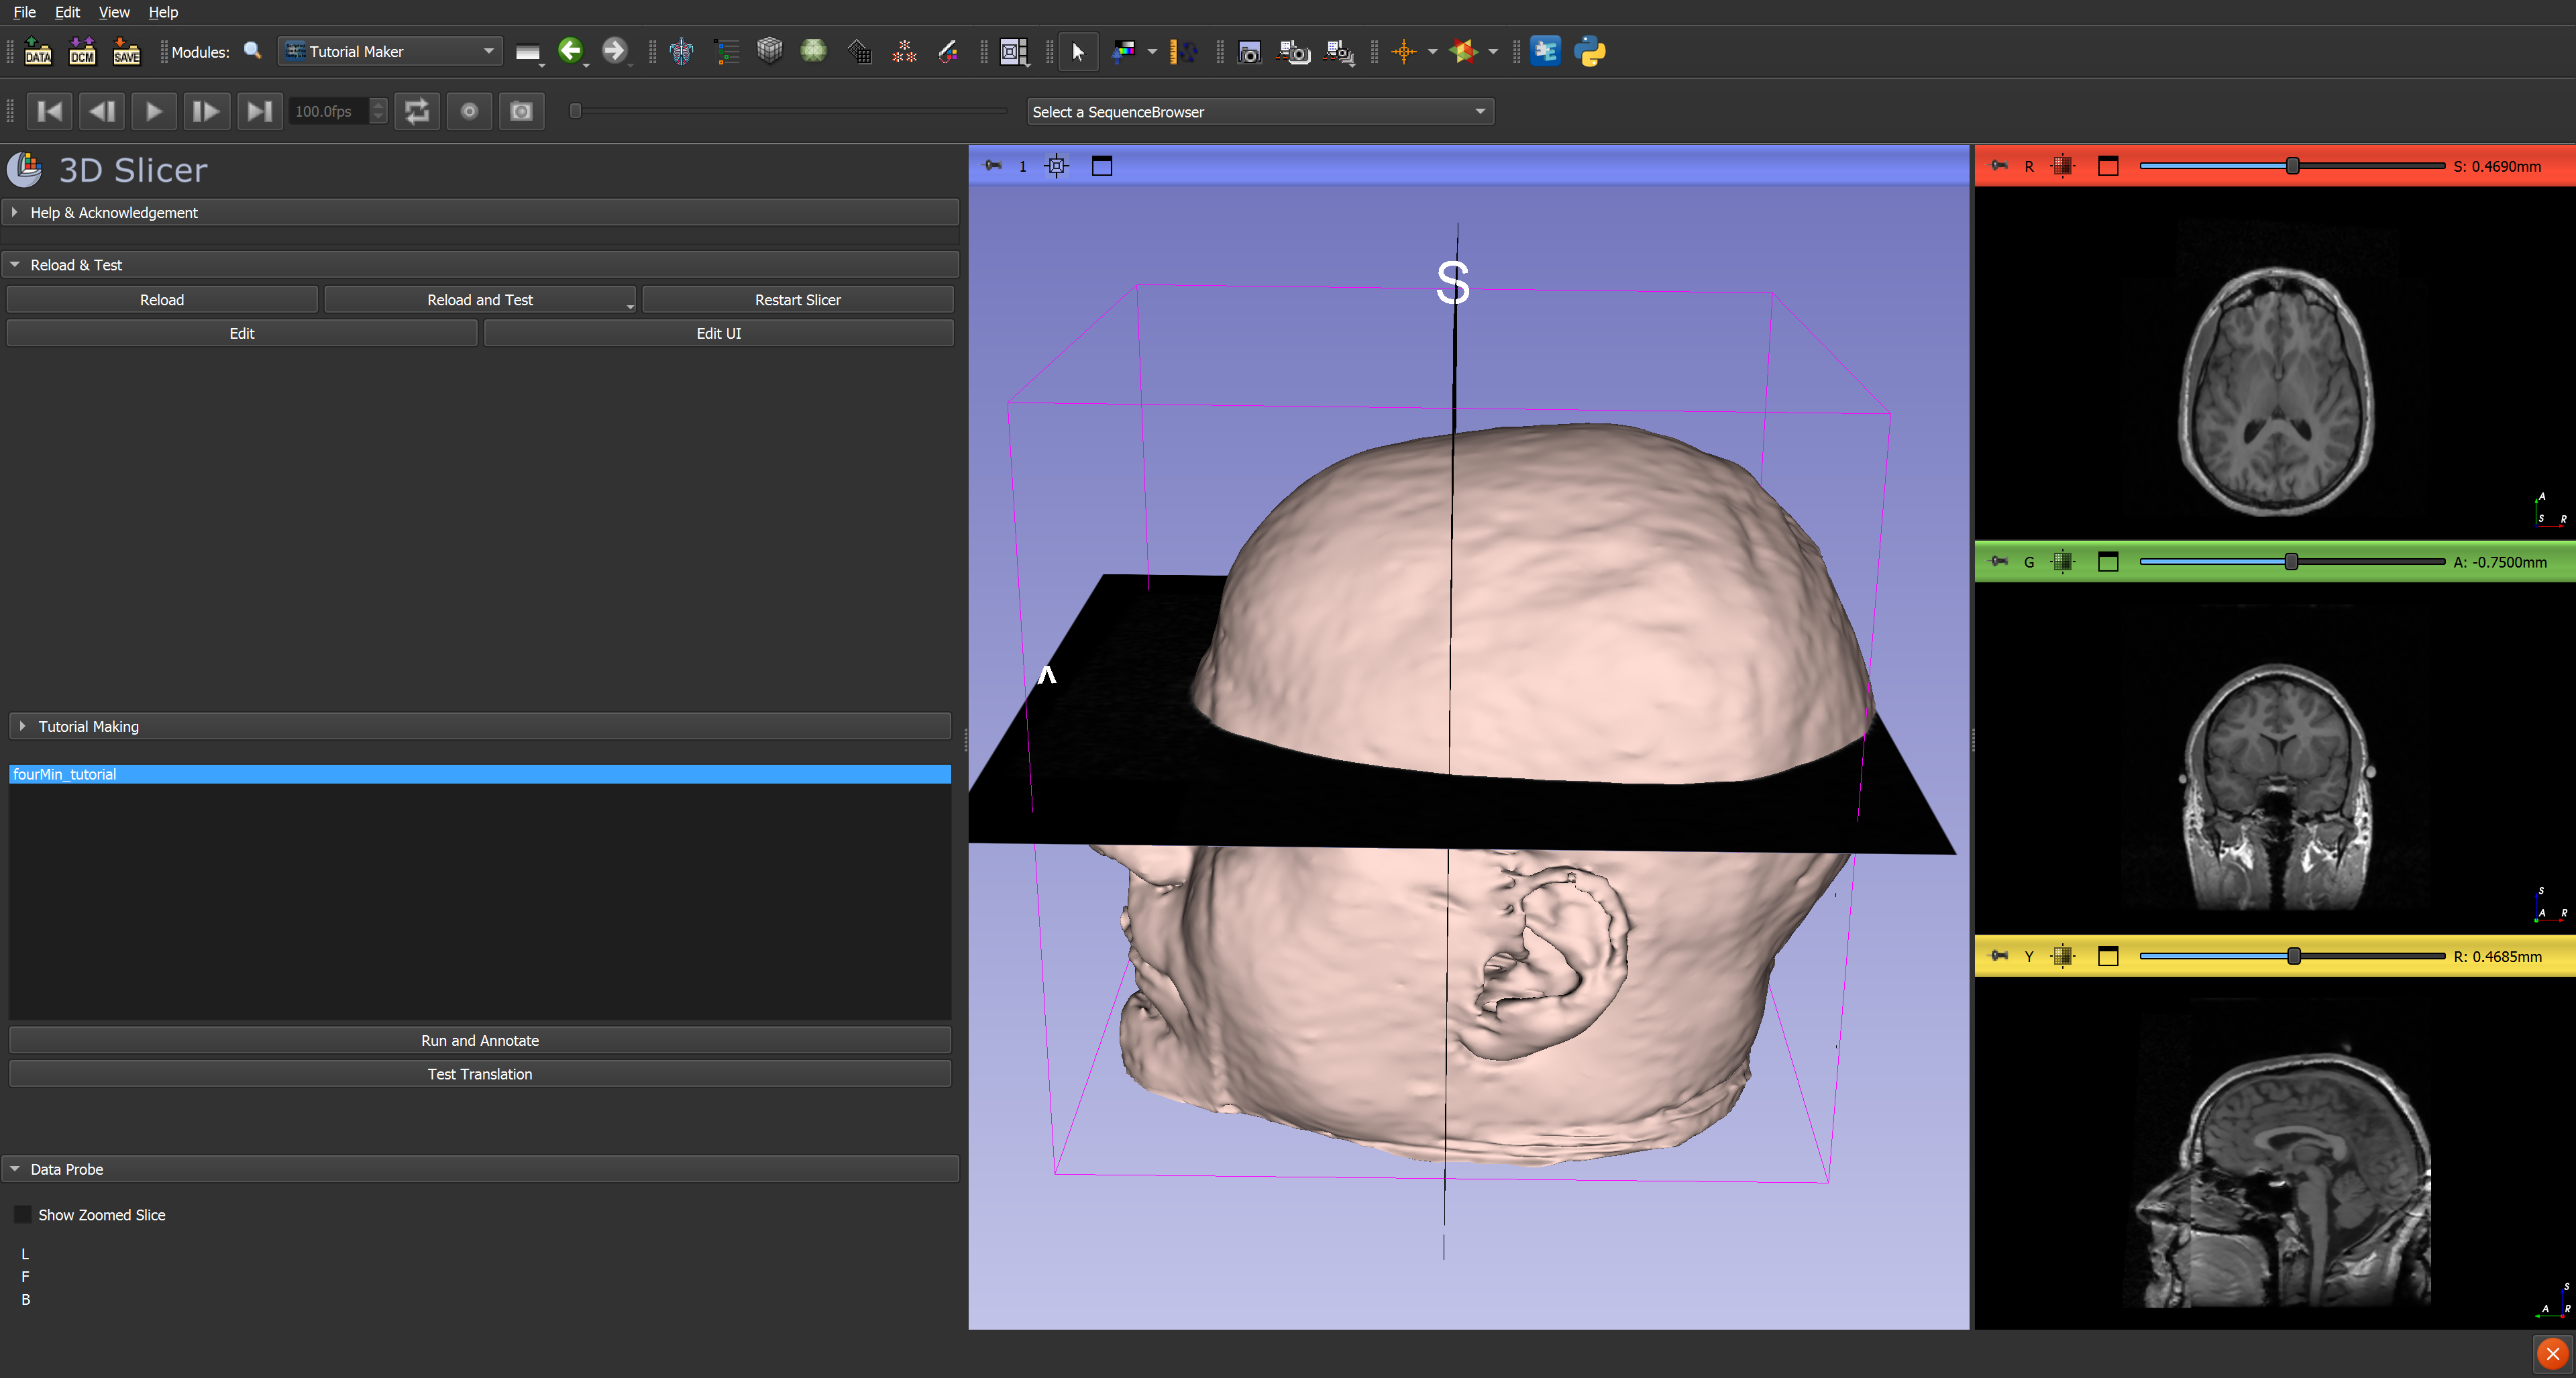 File Edit View Help
DATA DCM SAVE Modules: Tutorial Maker
100.0fps Select a SequenceBrowser
3D Slicer
Help & Acknowledgement
Reload & Test
Reload Reload and Test Restart Slicer
Edit Edit UI
Tutorial Making
fourMin_tutorial
Run and Annotate
Test Translation
Data Probe
Show Zoomed Slice
L
F
B
1
S
R S: 0.4690mm
A
S R
G A: -0.7500mm
S
A R
Y R: 0.4685mm
S
A R